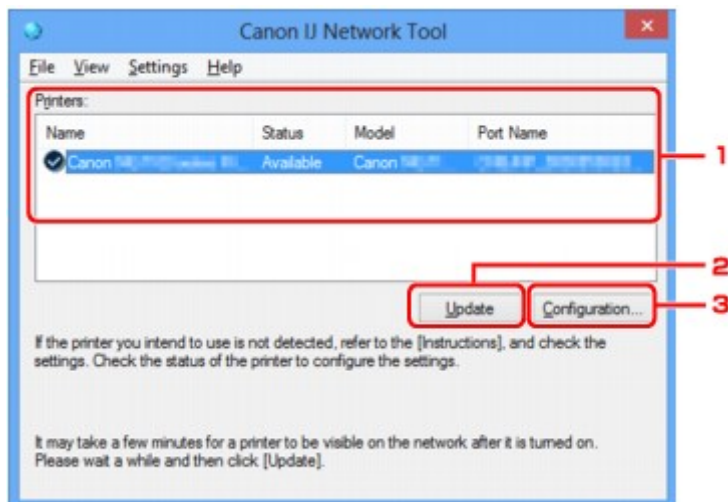 Canon IJ Network Tool
File View Settings Help
Printers:
Name Status Model Port Name
Canon Available Canon
1
2
Update Configuration...
3
If the printer you intend to use is not detected, refer to the [Instructions], and check the
settings. Check the status of the printer to configure the settings.
It may take a few minutes for a printer to be visible on the network after it is turned on.
Please wait a while and then click [Update].